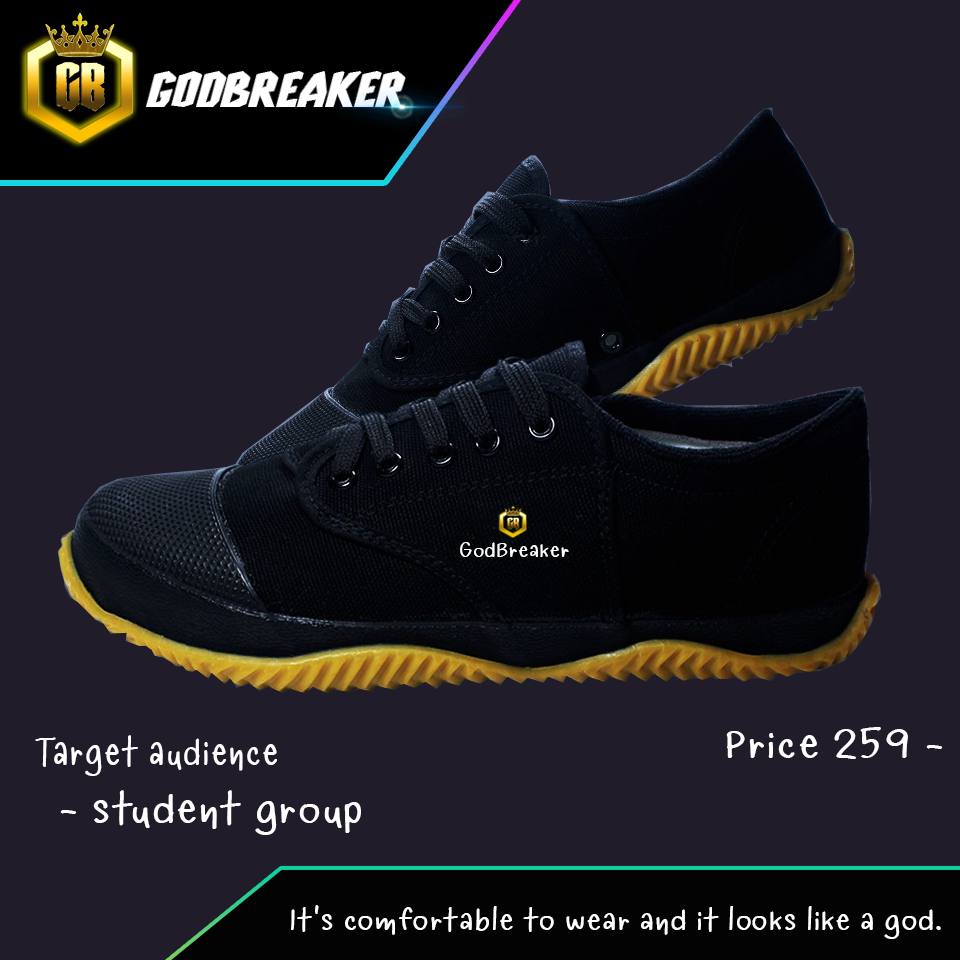 GB
GODBREAKER
GB
GodBreaker
Target audience
- student group
Price 259 -
It's comfortable to wear and it looks like a god.